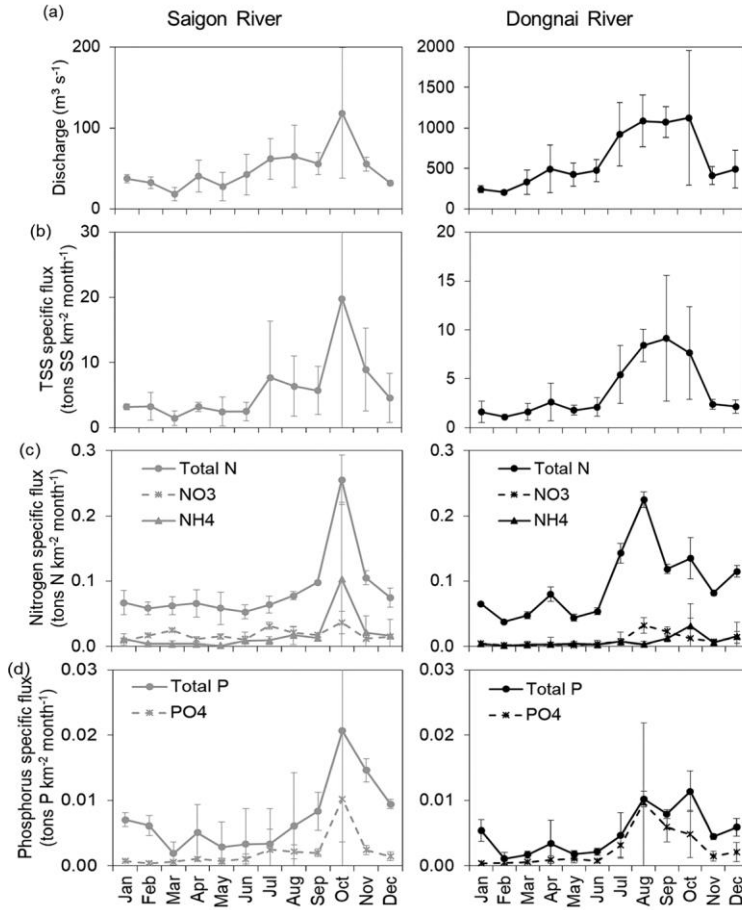 (a)
Saigon River
Dongnai River
Discharge (m³ s⁻¹)
200
100
0
2000
1500
1000
500
0
(b)
TSS specific flux
(tons SS km⁻² month⁻¹)
30
20
10
0
20
15
10
5
0
(c)
Nitrogen specific flux
(tons N km⁻² month⁻¹)
0.3
0.2
0.1
0.0
Total N
NO3
NH4
0.3
0.2
0.1
0.0
Total N
NO3
NH4
(d)
Phosphorus specific flux
(tons P km⁻² month⁻¹)
0.03
0.02
0.01
0.00
Total P
PO4
0.03
0.02
0.01
0.00
Total P
PO4
Jan Feb Mar Apr May Jun Jul Aug Sep Oct Nov Dec
Jan Feb Mar Apr May Jun Jul Aug Sep Oct Nov Dec